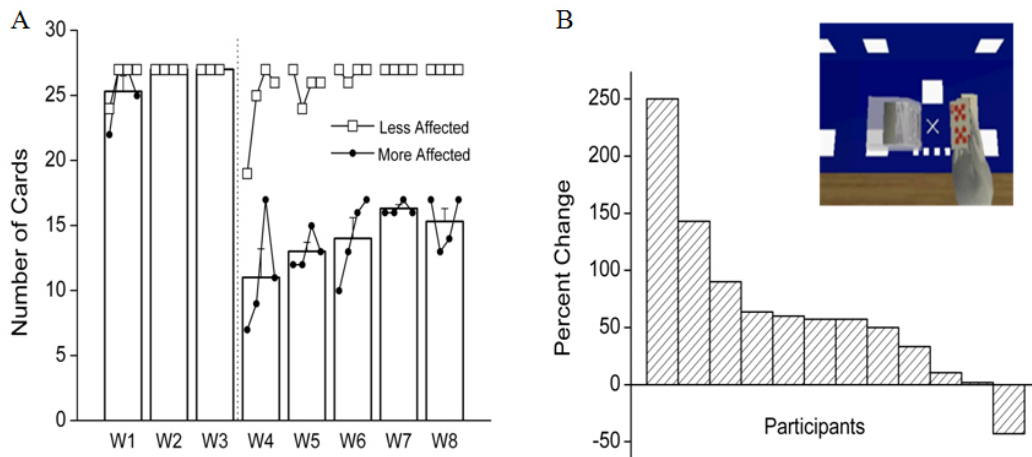 A
30
25
20
15
10
5
0
Number of Cards
Less Affected
More Affected
W1 W2 W3 W4 W5 W6 W7 W8
B
250
200
150
100
50
0
-50
Percent Change
Participants